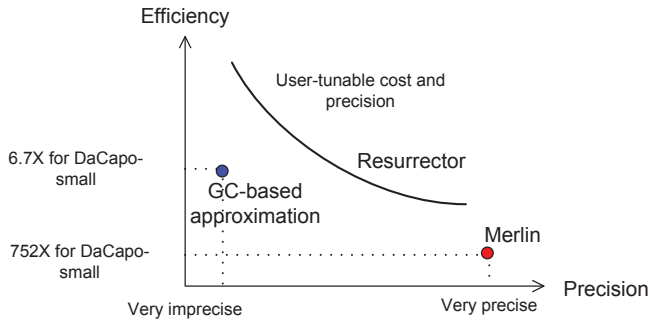 Efficiency
User-tunable cost and
precision
6.7X for DaCapo-
small
Resurrector
GC-based
approximation
Merlin
752X for DaCapo-
small
Precision
Very imprecise
Very precise